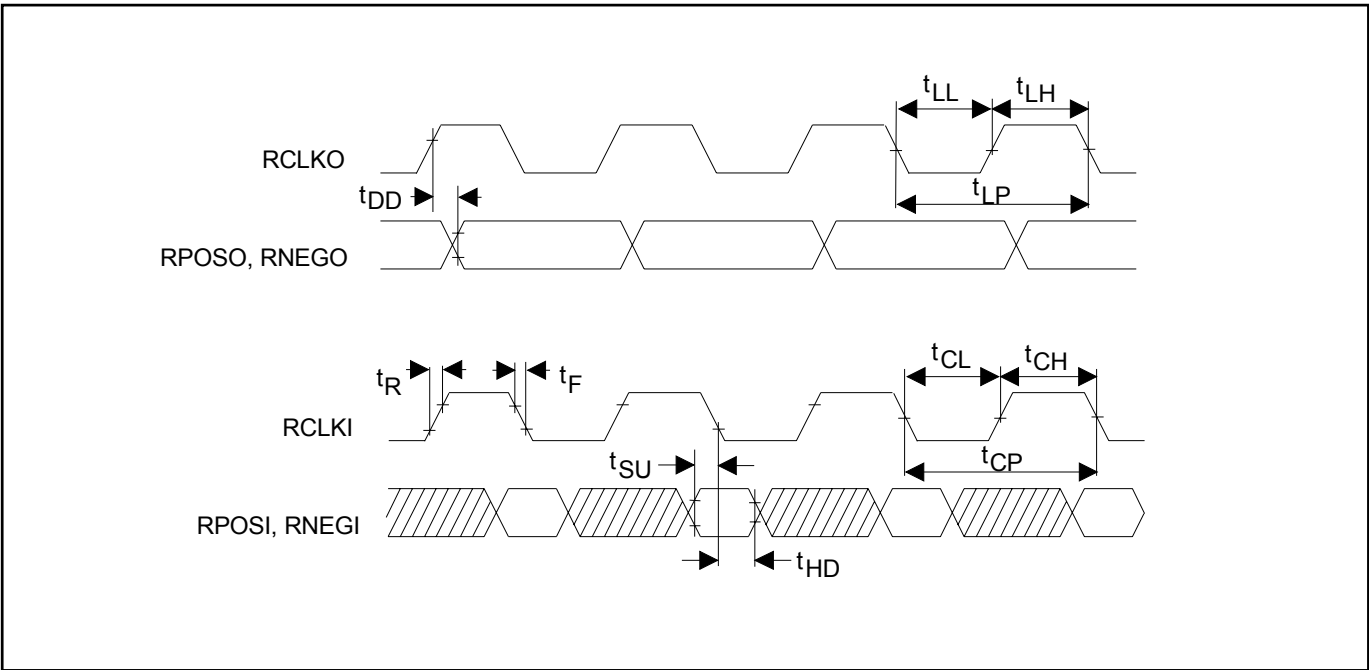 tLL tLH
RCLKO
tDD tLP
RPOSO, RNEGO
tCL tCH
tR tF
RCLKI
tSU tCP
RPOSI, RNEGI
tHD